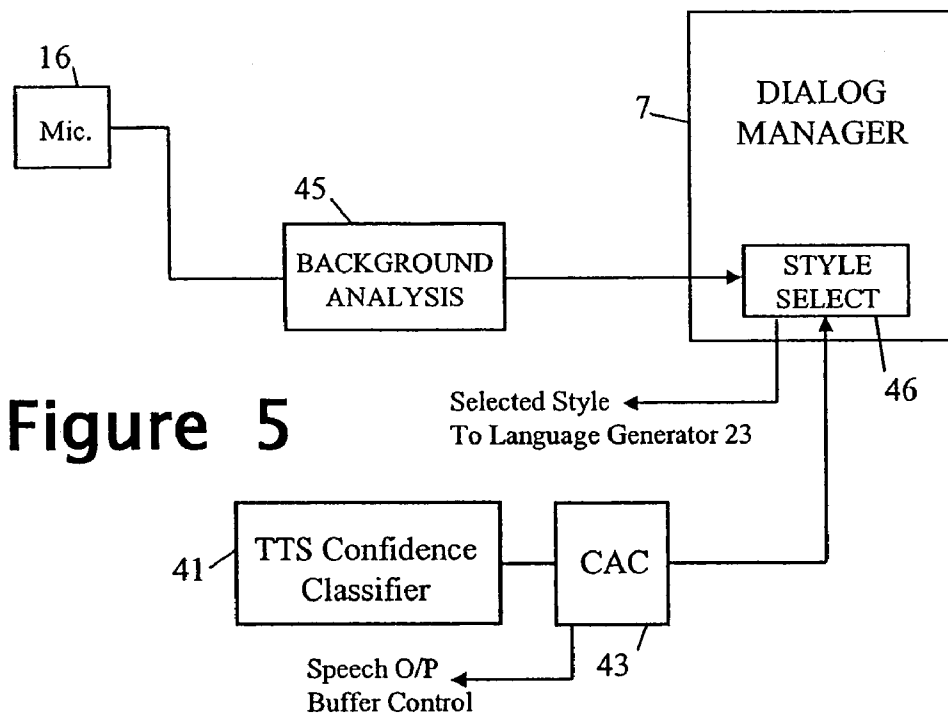 16
Mic.
7
DIALOG
MANAGER
45
BACKGROUND
ANALYSIS
STYLE
SELECT
46
Selected Style
To Language Generator 23
Figure 5
41
TTS Confidence
Classifier
CAC
43
Speech O/P
Buffer Control